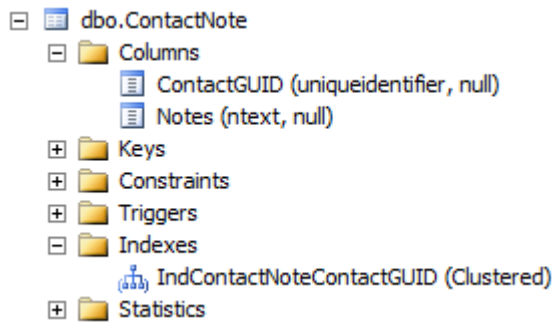 dbo.ContactNote
Columns
ContactGUID (uniqueidentifier, null)
Notes (ntext, null)
Keys
Constraints
Triggers
Indexes
IndContactNoteContactGUID (Clustered)
Statistics